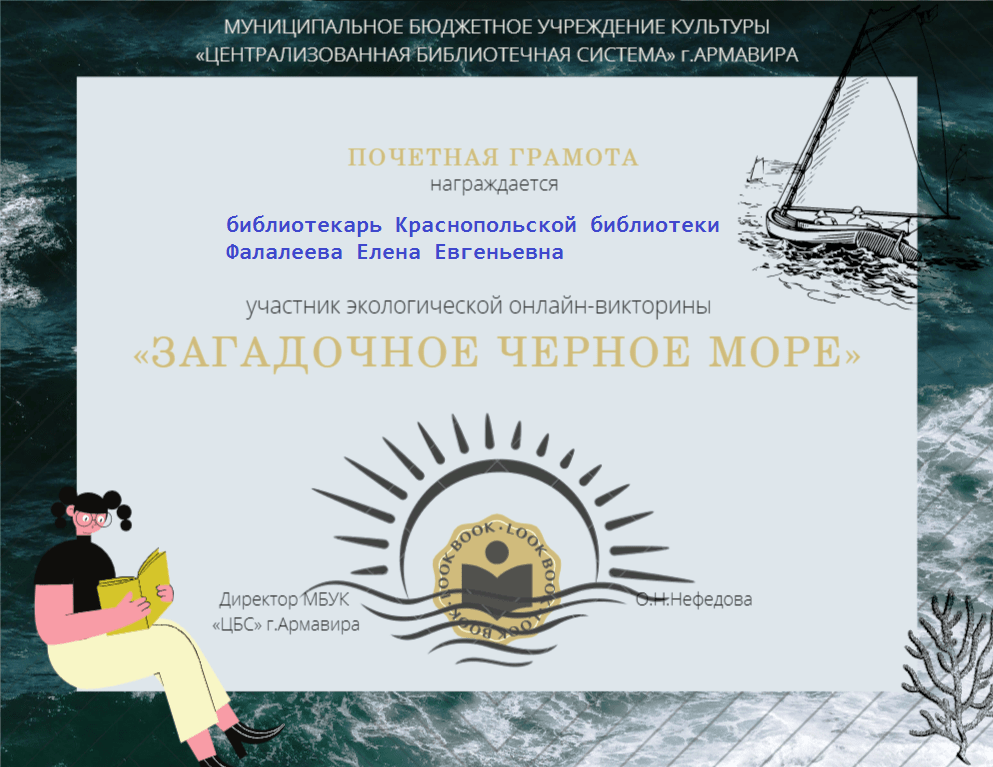 МУНИЦИПАЛЬНОЕ БЮДЖЕТНОЕ УЧРЕЖДЕНИЕ КУЛЬТУРЫ
«ЦЕНТРАЛИЗОВАННАЯ БИБЛИОТЕЧНАЯ СИСТЕМА» г.АРМАВИРА
ПОЧЕТНАЯ ГРАМОТА
награждается
библиотекарь Краснопольской библиотеки
Фалалеева Елена Евгеньевна
участник экологической онлайн-викторины
«ЗАГАДОЧНОЕ ЧЕРНОЕ МОРЕ»
LOOK BOOK · LOOK BOOK · LOOK BOOK
Директор МБУК
«ЦБС» г.Армавира
О.Н.Нефедова